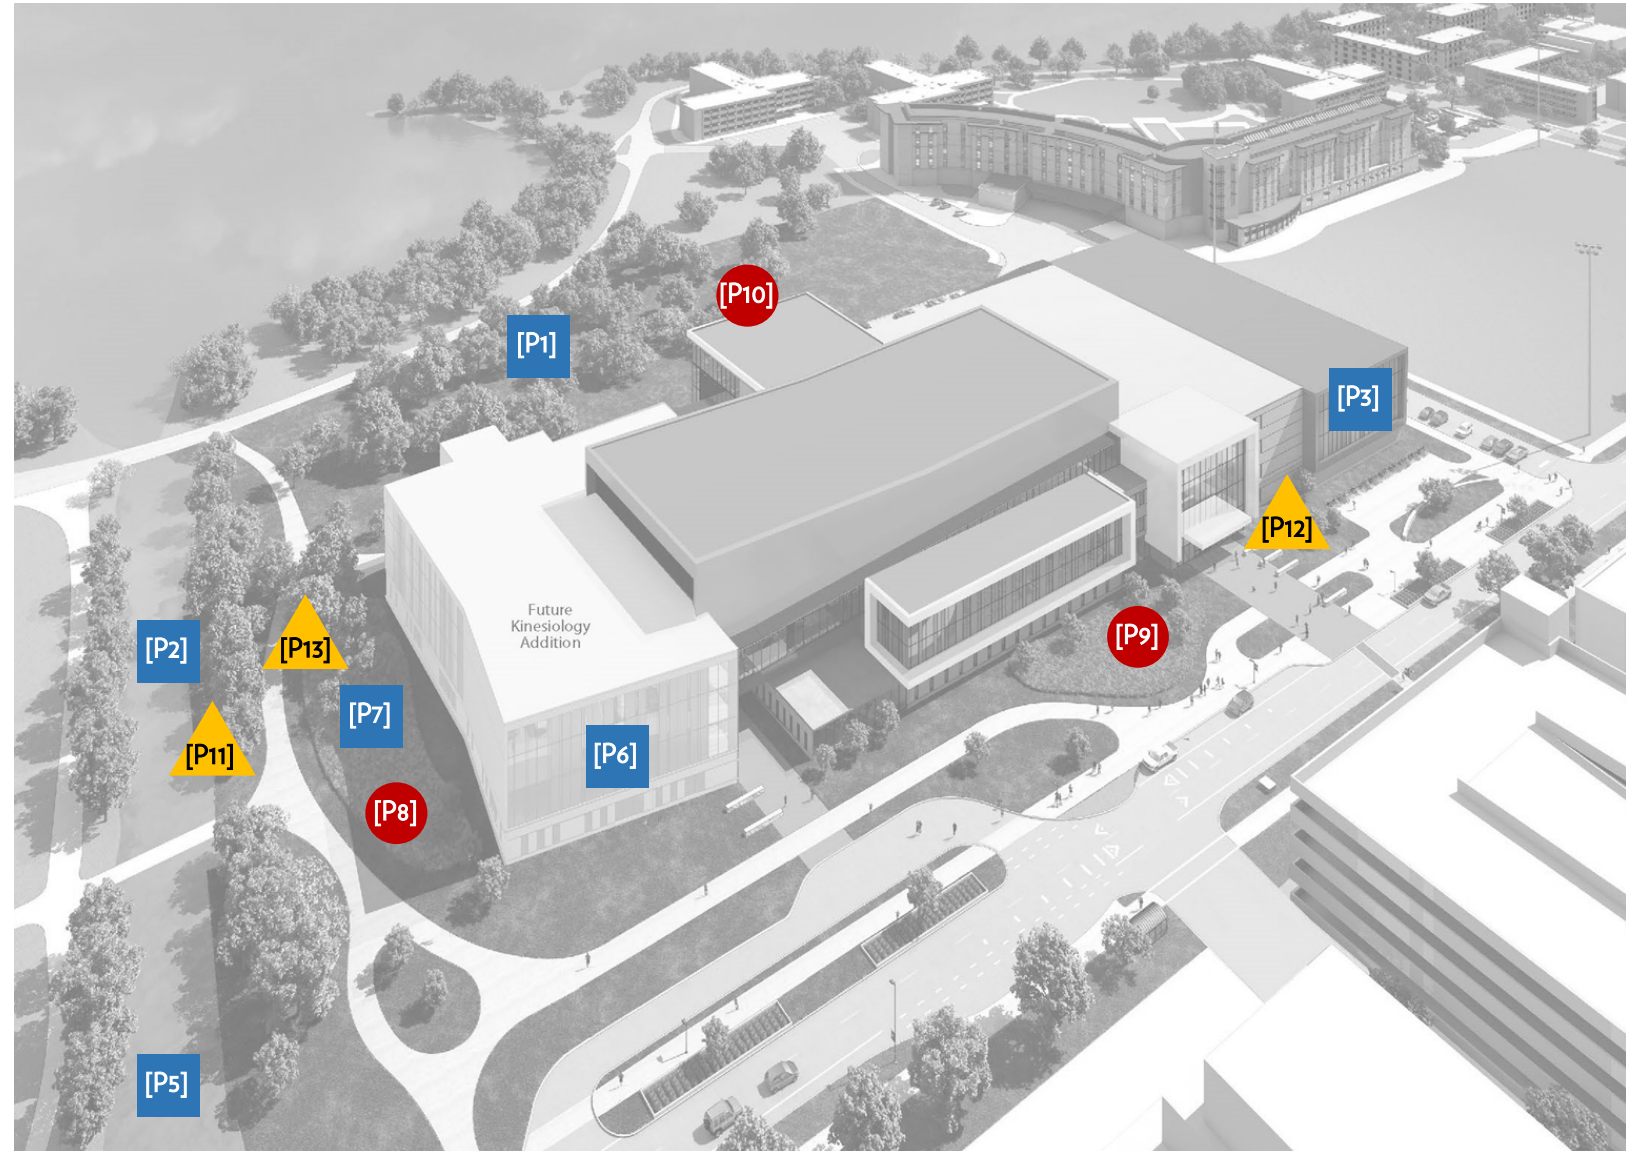 [P10]
[P1]
[P3]
[P12]
Future
Kinesiology
Addition
[P9]
[P2]
[P13]
[P7]
[P11]
[P6]
[P8]
[P5]